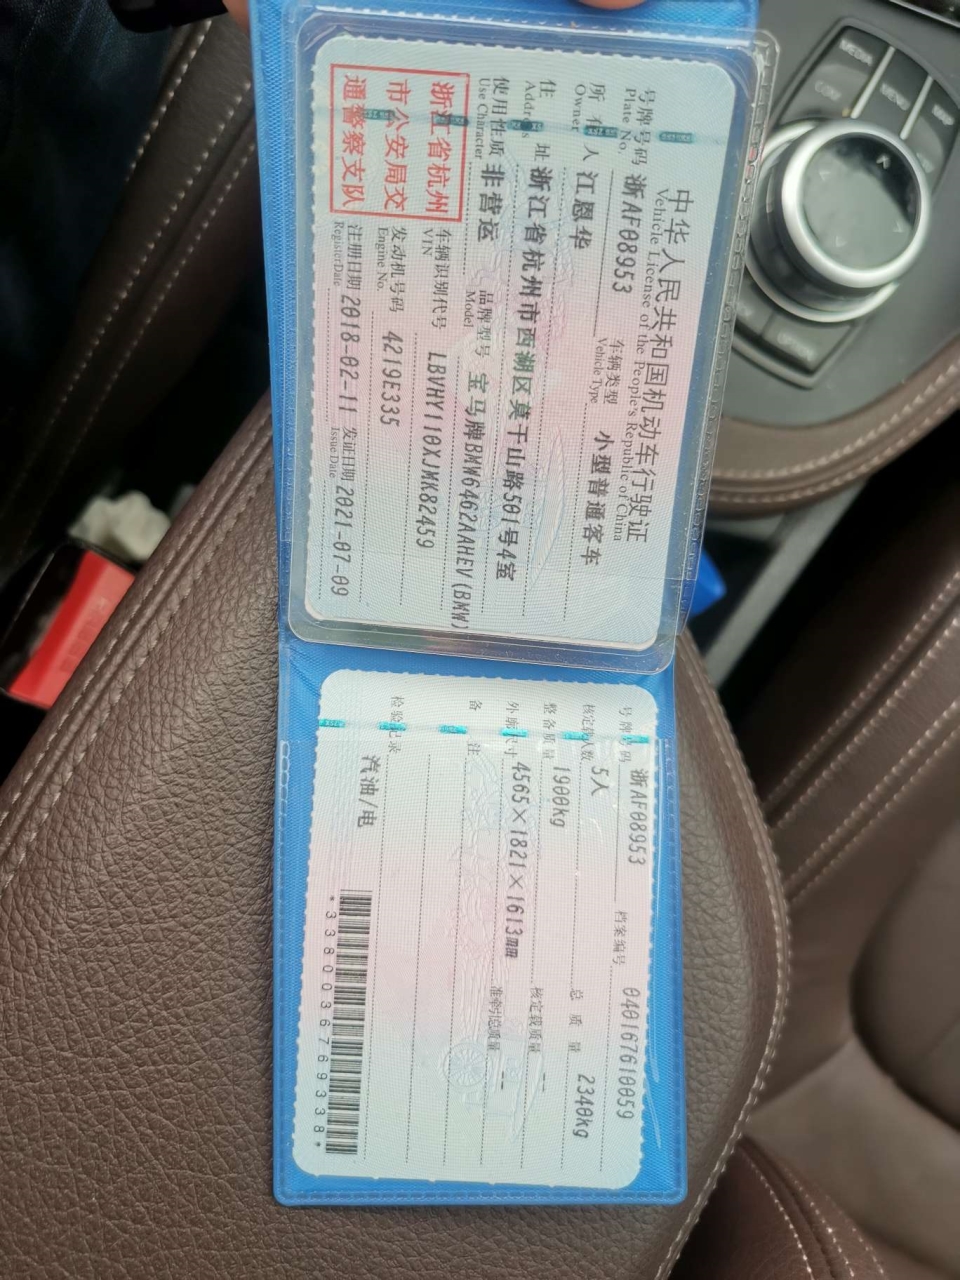 中华人民共和国机动车行驶证
Vehicle License of the People's Republic of China
号牌号码 浙AF08953 车辆类型 小型普通客车
Plate No. Vehicle Type
所有人 江恩华
Owner
住址 浙江省杭州市西湖区莫干山路501号4室
Address
使用性质 非营运 品牌型号 宝马牌BMW6462AAHEV(BMW)
Use Character Model
浙江省杭州
市公安局交
通警察支队
车辆识别代号 LBVHY110XJMK82459
VIN
发动机号码 4219E335
Engine No.
注册日期 2018-02-11 发证日期 2021-07-09
Register Date Issue Date
号牌号码 浙AF08953 档案编号 040167610059
核定载人数 5人 总质量 2340kg
整备质量 1900kg 核定载质量 --
外廓尺寸 4565×1821×1613mm 准牵引总质量 --
备注
检验记录 汽油/电
*3380036769338*
MEDIA
MENU
MAP
OPTION